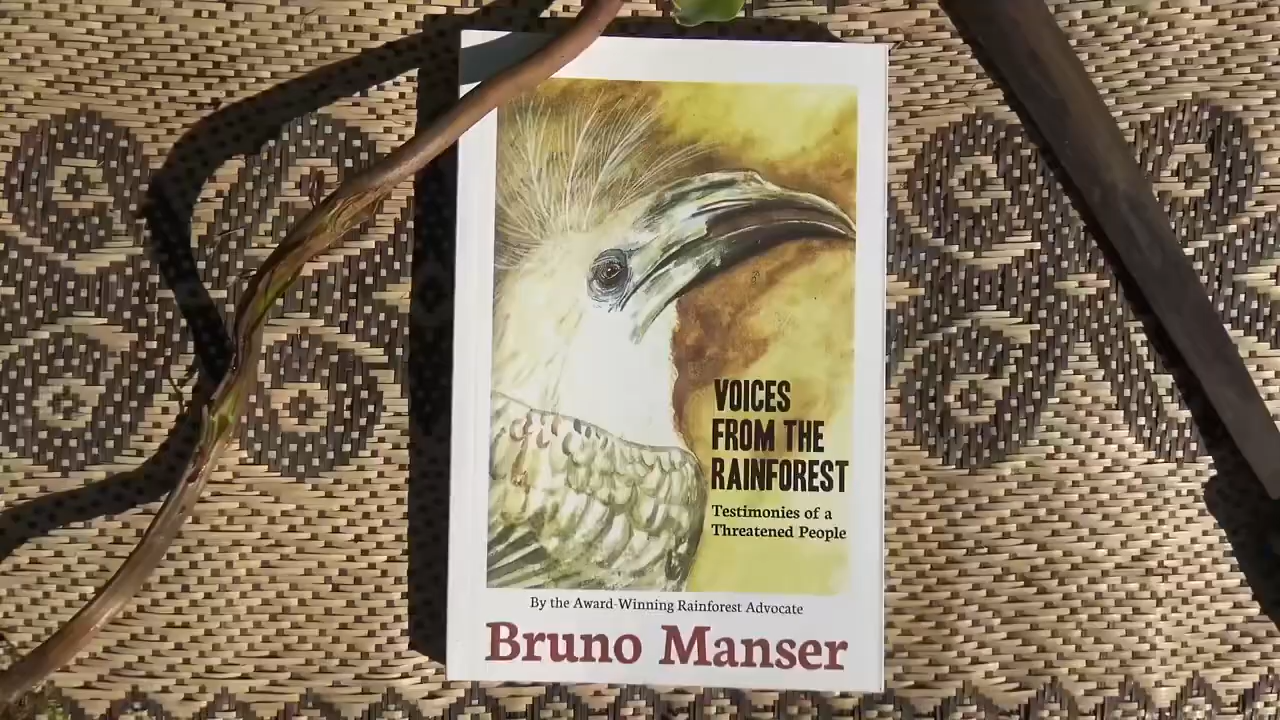 VOICES
FROM THE
RAINFOREST
Testimonies of a
Threatened People
By the Award-Winning Rainforest Advocate
Bruno Manser